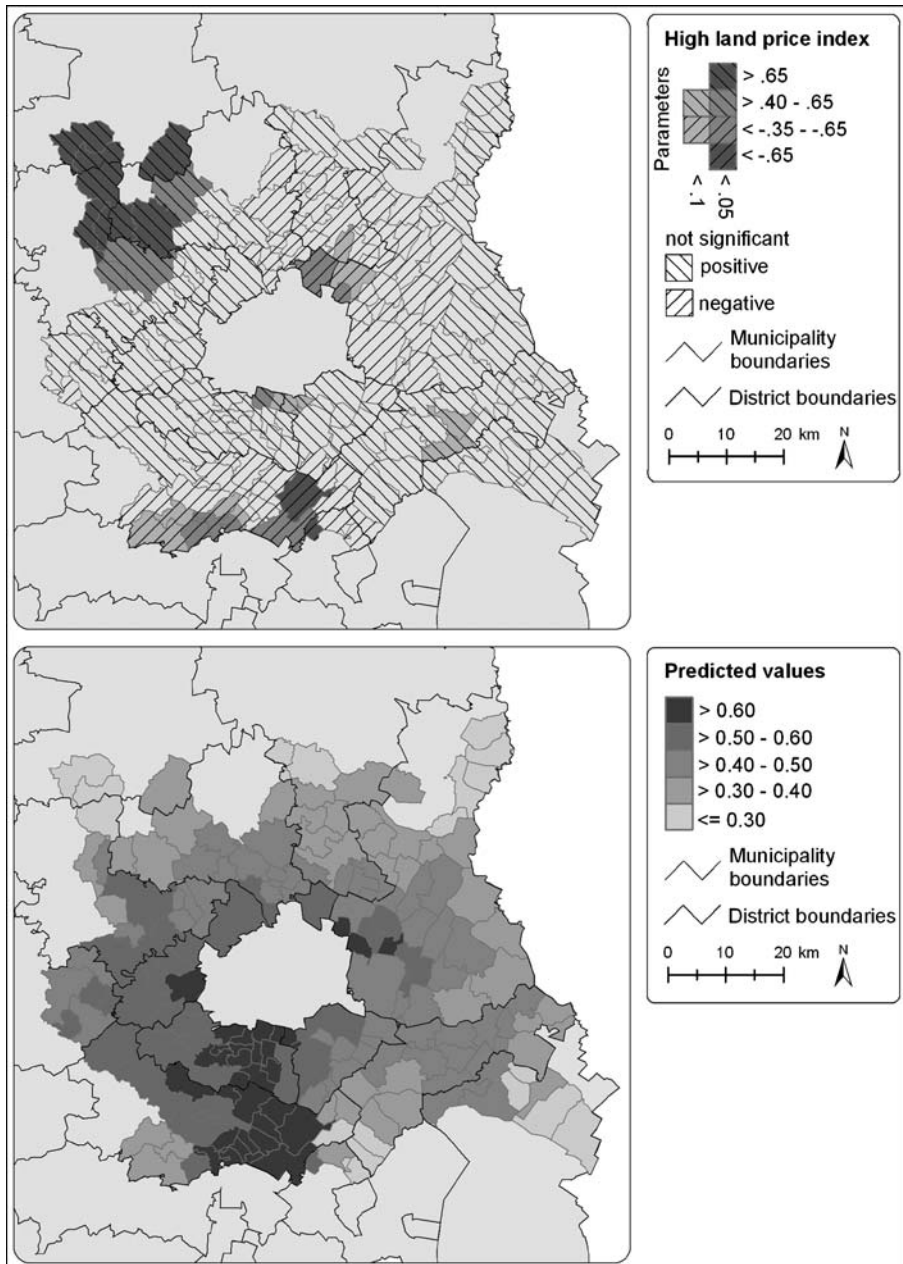 High land price index
Parameters
> .65
> .40 - .65
< -.35 - -.65
< -.65
< .1
< .05
not significant
positive
negative
Municipality
boundaries
District boundaries
0 10 20 km
N
Predicted values
> 0.60
> 0.50 - 0.60
> 0.40 - 0.50
> 0.30 - 0.40
<= 0.30
Municipality
boundaries
District boundaries
0 10 20 km
N